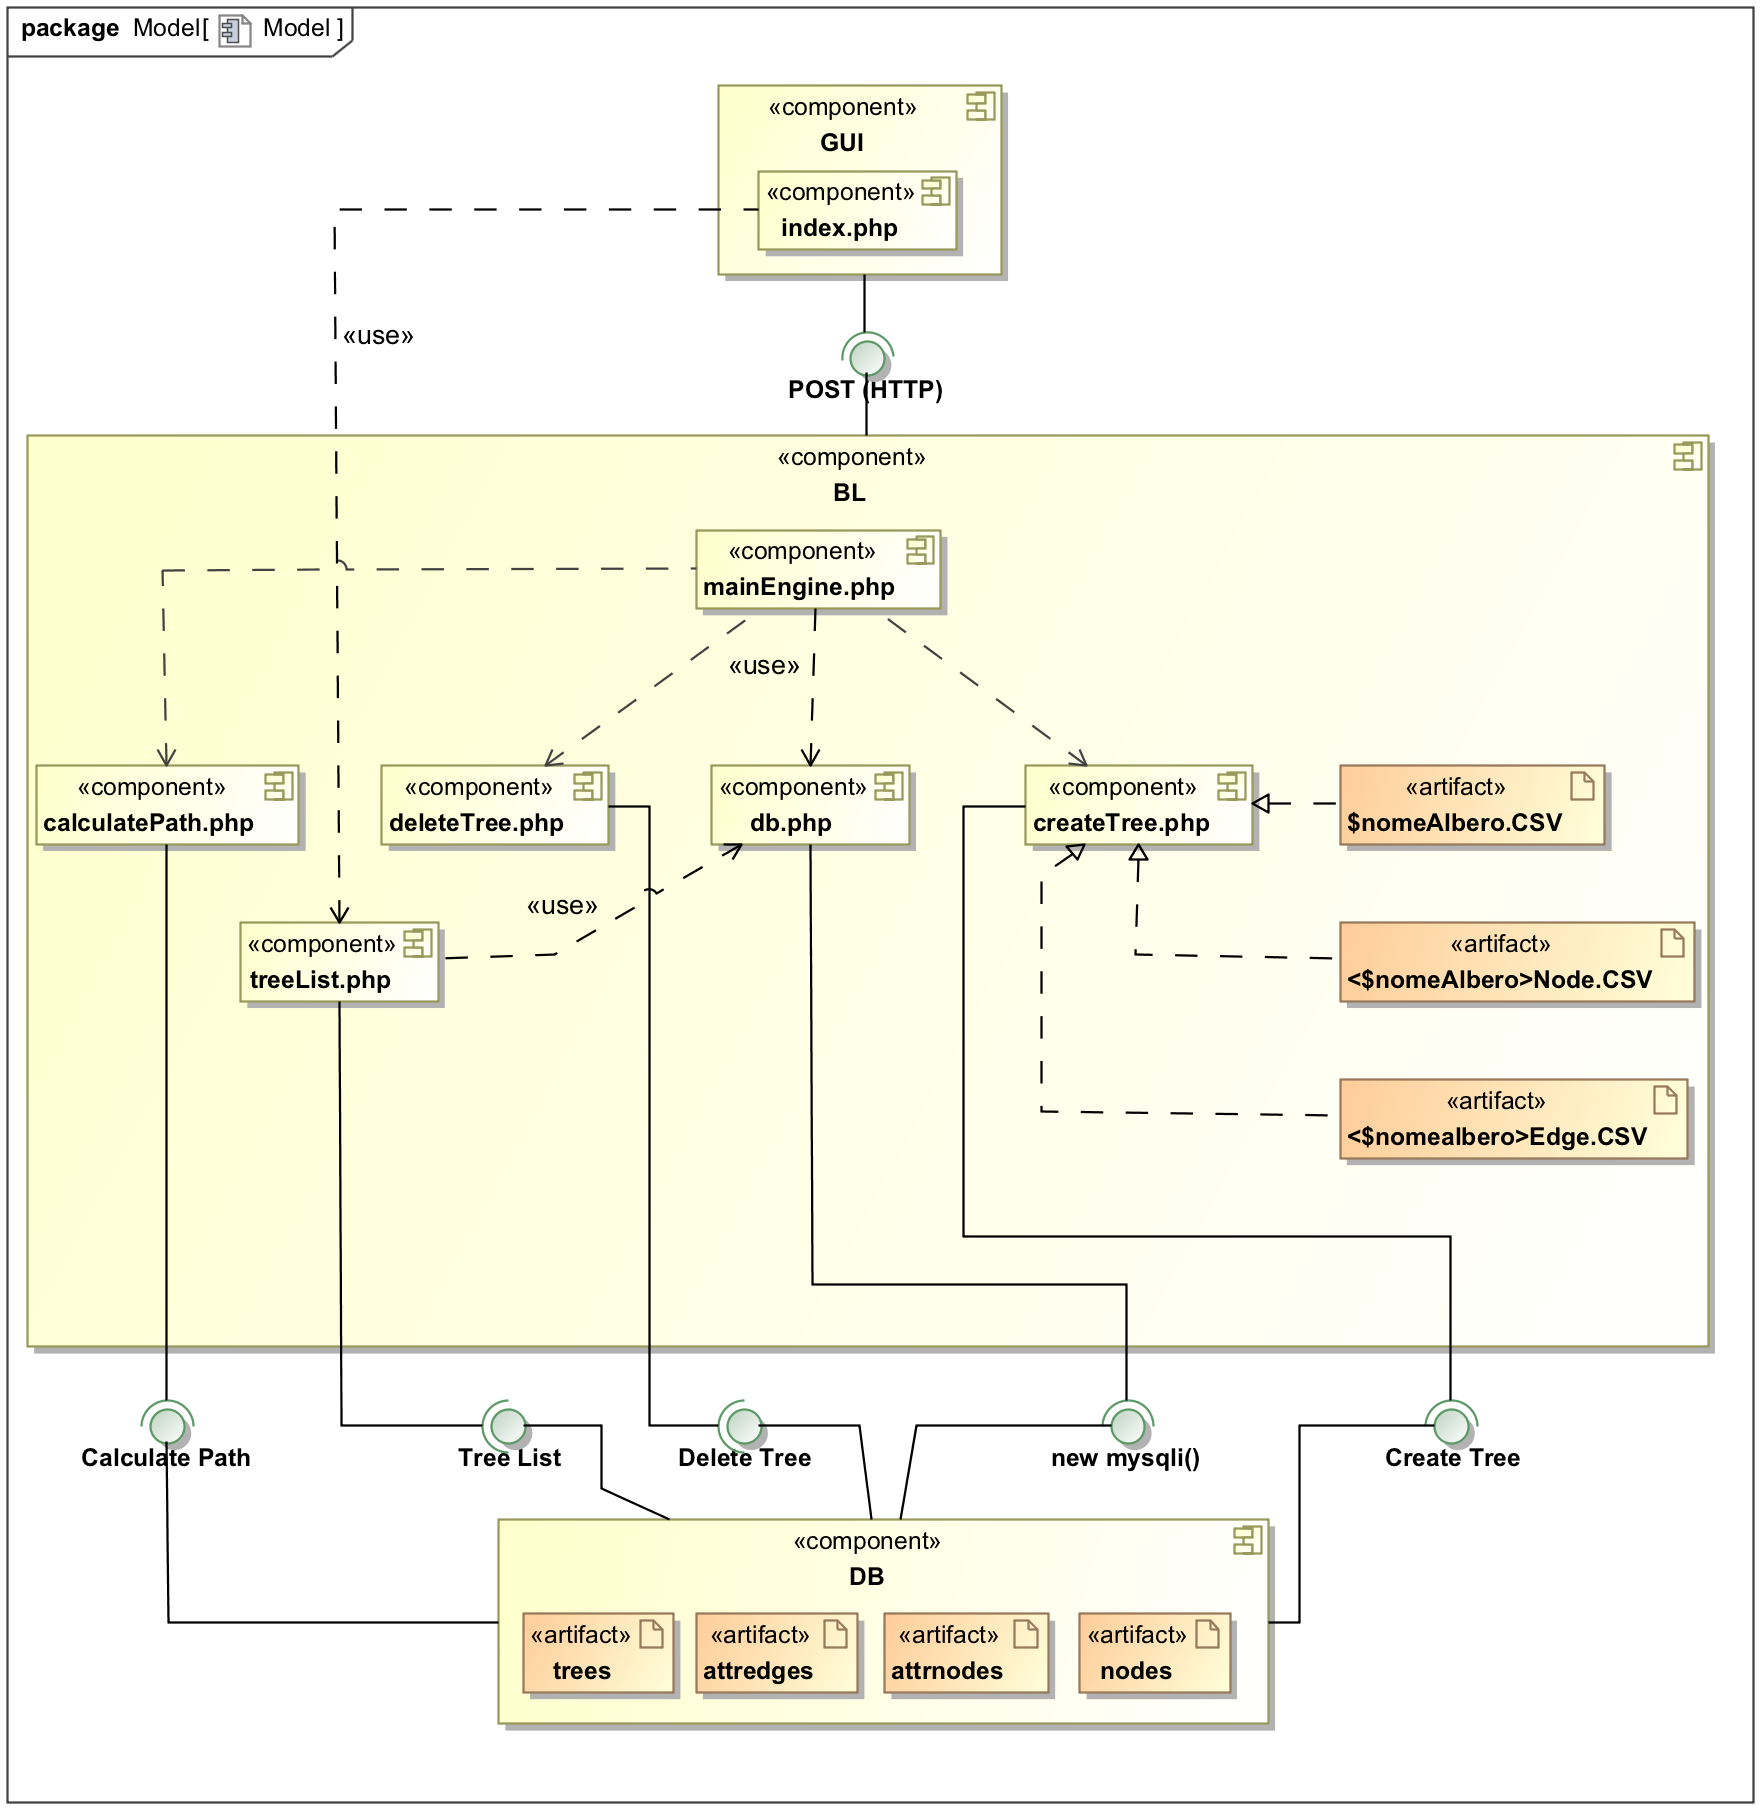 package Model[ Model ]
«component»
GUI
«component»
index.php
«use»
POST (HTTP)
«component»
BL
«component»
mainEngine.php
«use»
«component»
calculatePath.php
«component»
deleteTree.php
«component»
db.php
«component»
createTree.php
«artifact»
$nomeAlbero.CSV
«use»
«component»
treeList.php
«artifact»
<$nomeAlbero>Node.CSV
«artifact»
<$nomealbero>Edge.CSV
Calculate Path
Tree List
Delete Tree
new mysqli()
Create Tree
«component»
DB
«artifact»
trees
«artifact»
attredges
«artifact»
attrnodes
«artifact»
nodes